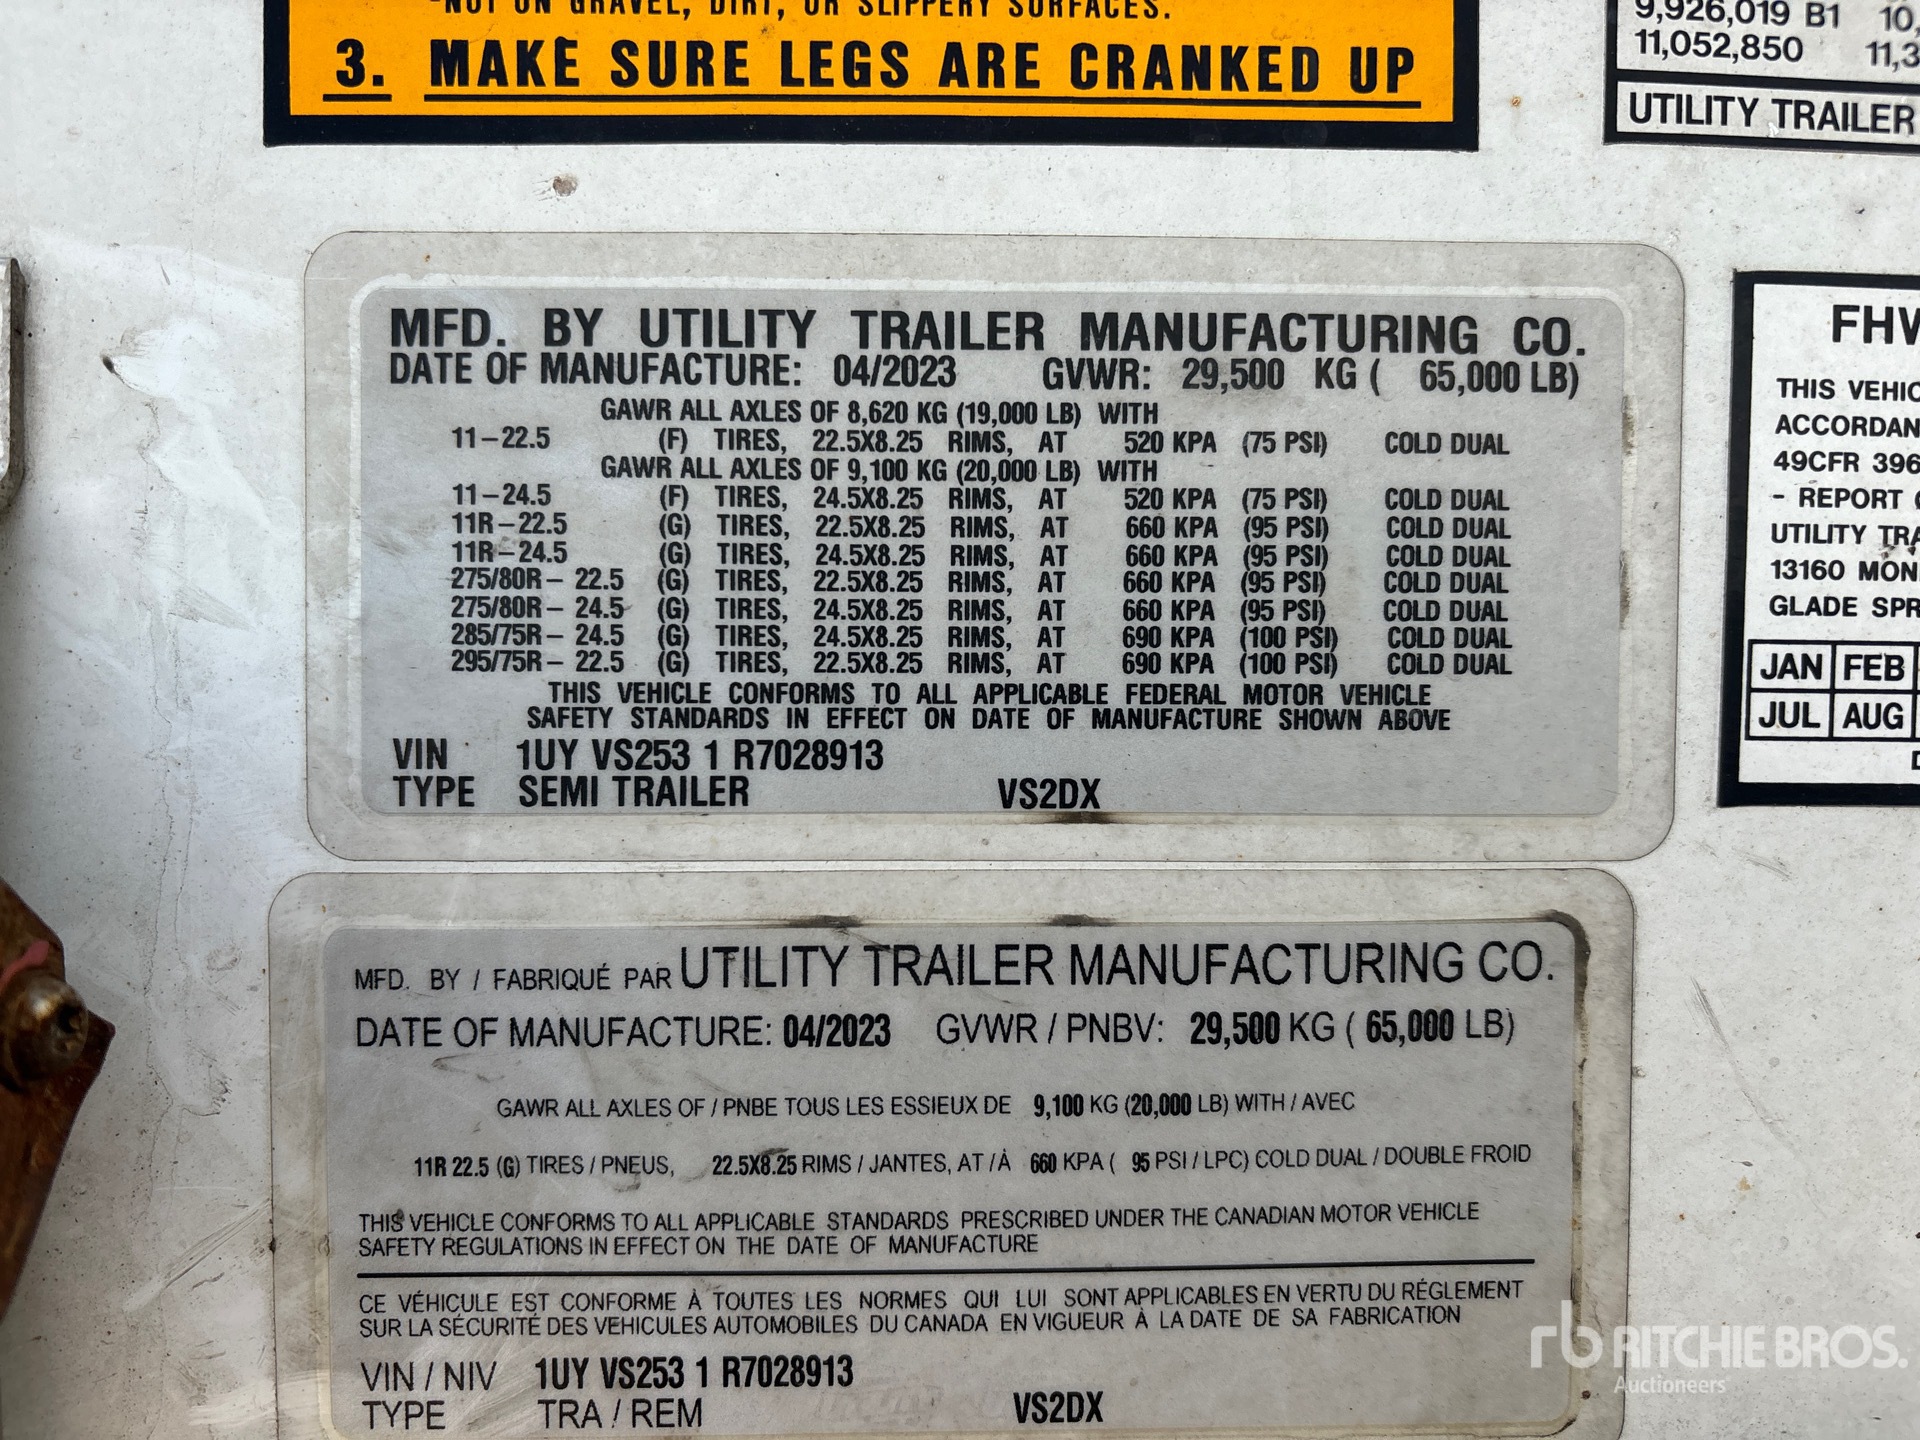 -NOT ON GRAVEL, DIRT, OR SLIPPERY SURFACES.
3. MAKE SURE LEGS ARE CRANKED UP
9,926,019 B1 10,
11,052,850 11,3
UTILITY TRAILER
MFD. BY UTILITY TRAILER MANUFACTURING CO.
DATE OF MANUFACTURE: 04/2023 GVWR: 29,500 KG ( 65,000 LB)
GAWR ALL AXLES OF 8,620 KG (19,000 LB) WITH
11-22.5 (F) TIRES, 22.5X8.25 RIMS, AT 520 KPA (75 PSI) COLD DUAL
GAWR ALL AXLES OF 9,100 KG (20,000 LB) WITH
11-24.5 (F) TIRES, 24.5X8.25 RIMS, AT 520 KPA (75 PSI) COLD DUAL
11R-22.5 (G) TIRES, 22.5X8.25 RIMS, AT 660 KPA (95 PSI) COLD DUAL
11R-24.5 (G) TIRES, 24.5X8.25 RIMS, AT 660 KPA (95 PSI) COLD DUAL
275/80R- 22.5 (G) TIRES, 22.5X8.25 RIMS, AT 660 KPA (95 PSI) COLD DUAL
275/80R- 24.5 (G) TIRES, 24.5X8.25 RIMS, AT 660 KPA (95 PSI) COLD DUAL
285/75R- 24.5 (G) TIRES, 24.5X8.25 RIMS, AT 690 KPA (100 PSI) COLD DUAL
295/75R- 22.5 (G) TIRES, 22.5X8.25 RIMS, AT 690 KPA (100 PSI) COLD DUAL
THIS VEHICLE CONFORMS TO ALL APPLICABLE FEDERAL MOTOR VEHICLE
SAFETY STANDARDS IN EFFECT ON DATE OF MANUFACTURE SHOWN ABOVE
VIN 1UY VS253 1 R7028913
TYPE SEMI TRAILER VS2DX
FHW
THIS VEHIC
ACCORDAN
49CFR 396
- REPORT
UTILITY TRA
13160 MON
GLADE SPR
JAN FEB
JUL AUG
MFD. BY / FABRIQUÉ PAR UTILITY TRAILER MANUFACTURING CO.
DATE OF MANUFACTURE: 04/2023 GVWR / PNBV: 29,500 KG ( 65,000 LB)
GAWR ALL AXLES OF / PNBE TOUS LES ESSIEUX DE 9,100 KG (20,000 LB) WITH / AVEC
11R 22.5 (G) TIRES / PNEUS, 22.5X8.25 RIMS / JANTES, AT /À 660 KPA ( 95 PSI / LPC) COLD DUAL / DOUBLE FROID
THIS VEHICLE CONFORMS TO ALL APPLICABLE STANDARDS PRESCRIBED UNDER THE CANADIAN MOTOR VEHICLE
SAFETY REGULATIONS IN EFFECT ON THE DATE OF MANUFACTURE
CE VÉHICULE EST CONFORME À TOUTES LES NORMES QUI LUI SONT APPLICABLES EN VERTU DU RÉGLEMENT
SUR LA SÉCURITÉ DES VEHICULES AUTOMOBILES DU CANADA EN VIGUEUR À LA DATE DE SA FABRICATION
VIN / NIV 1UY VS253 1 R7028913
TYPE TRA / REM VS2DX
rb RITCHIE BROS.
Auctioneers